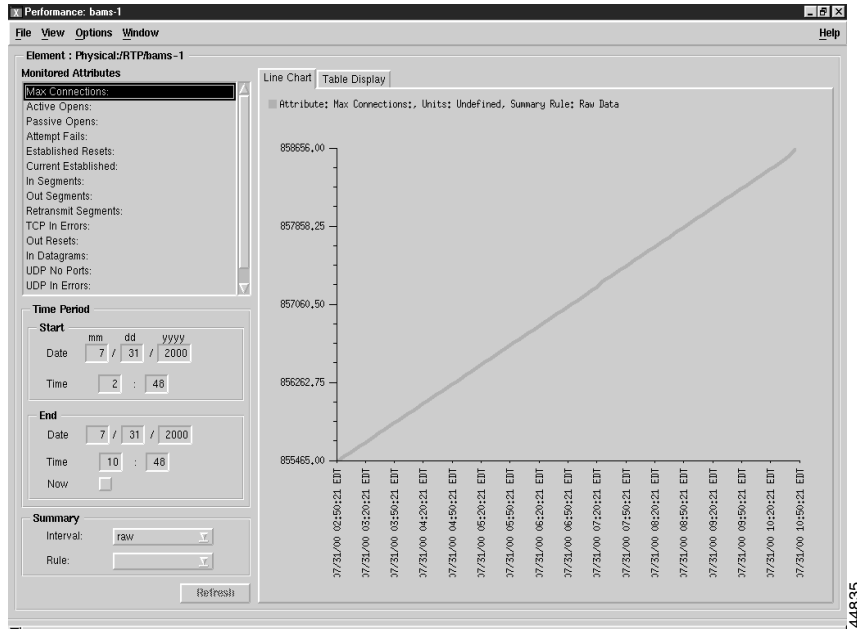 Performance: bams-1
File View Options Window Help
Element : Physical:/RTP/bams-1
Monitored Attributes
Max Connections:
Active Opens:
Passive Opens:
Attempt Fails:
Established Resets:
Current Established:
In Segments:
Out Segments:
Retransmit Segments:
TCP In Errors:
Out Resets:
In Datagrams:
UDP No Ports:
UDP In Errors:
Time Period
Start
mm dd yyyy
Date 7 / 31 / 2000
Time 2 : 48
End
Date 7 / 31 / 2000
Time 10 : 48
Now
Summary
Interval: raw
Rule:
Refresh
Line Chart Table Display
Attribute: Max Connections:, Units: Undefined, Summary Rule: Raw Data
858656.00
857858.25
857060.50
856262.75
855465.00
07/31/00 02:50:21 EDT
07/31/00 03:20:21 EDT
07/31/00 03:50:21 EDT
07/31/00 04:20:21 EDT
07/31/00 04:50:21 EDT
07/31/00 05:20:21 EDT
07/31/00 05:50:21 EDT
07/31/00 06:20:21 EDT
07/31/00 06:50:21 EDT
07/31/00 07:20:21 EDT
07/31/00 07:50:21 EDT
07/31/00 08:20:21 EDT
07/31/00 08:50:21 EDT
07/31/00 09:20:21 EDT
07/31/00 09:50:21 EDT
07/31/00 10:20:21 EDT
07/31/00 10:50:21 EDT
44835